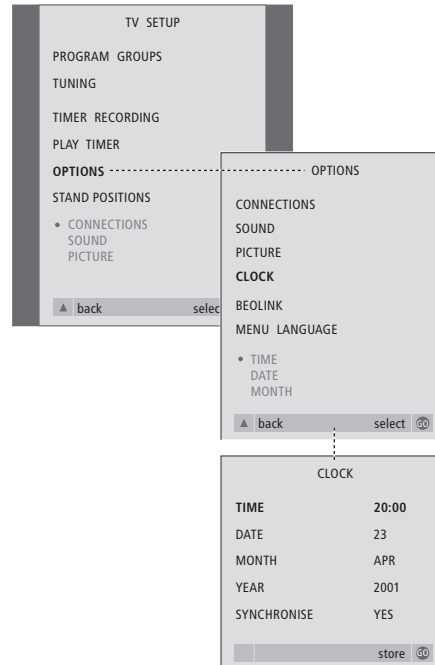 TV SETUP
PROGRAM GROUPS
TUNING
TIMER RECORDING
PLAY TIMER
OPTIONS
STAND POSITIONS
• CONNECTIONS
SOUND
PICTURE
▲ back selec
OPTIONS
CONNECTIONS
SOUND
PICTURE
CLOCK
BEOLINK
MENU LANGUAGE
• TIME
DATE
MONTH
▲ back select GO
CLOCK
TIME 20:00
DATE 23
MONTH APR
YEAR 2001
SYNCHRONISE YES
store GO